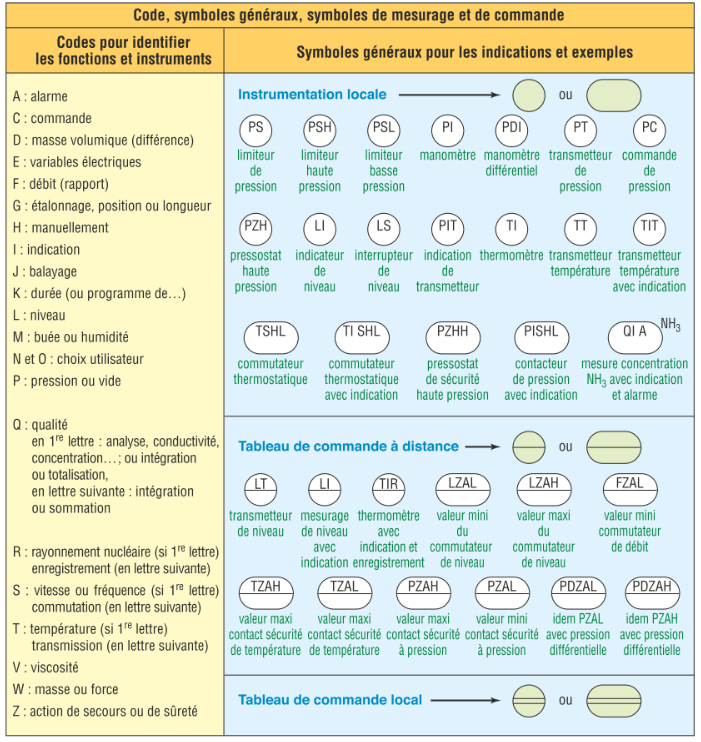 Code, symboles généraux, symboles de mesurage et de commande
Codes pour identifier
les fonctions et instruments
A : alarme
C : commande
D : masse volumique (différence)
E : variables électriques
F : débit (rapport)
G : étalonnage, position ou longueur
H : manuellement
I : indication
J : balayage
K : durée (ou programme de…)
L : niveau
M : buée ou humidité
N et O : choix utilisateur
P : pression ou vide
Q : qualité
en 1re lettre : analyse, conductivité,
concentration… ; ou intégration
ou totalisation,
en lettre suivante : intégration
ou sommation
R : rayonnement nucléaire (si 1re lettre)
enregistrement (en lettre suivante)
S : vitesse ou fréquence (si 1re lettre)
commutation (en lettre suivante)
T : température (si 1re lettre)
transmission (en lettre suivante)
V : viscosité
W : masse ou force
Z : action de secours ou de sûreté
Symboles généraux pour les indications et exemples
Instrumentation locale ou
PS PSH PSL PI PDI PT PC
limiteur limiteur limiteur manomètre manomètre transmetteur commande
de haute basse différentiel de de
pression pression pression pression pression
PZH LI LS PIT TI TT TIT
pressostat indicateur interrupteur indication thermomètre transmetteur transmetteur
haute de de de température température
pression niveau niveau transmetteur avec indication
TSHL TI SHL PZHH PISHL QI A NH3
commutateur commutateur pressostat contacteur mesure concentration
thermostatique thermostatique de sécurité de pression NH3 avec indication
avec indication haute pression avec indication et alarme
Tableau de commande à distance ou
LT LI TIR LZAL LZAH FZAL
transmetteur mesurage thermomètre valeur mini valeur maxi valeur mini
de niveau de niveau avec du du commutateur
avec indication et commutateur commutateur de débit
indication enregistrement de niveau de niveau
TZAH TZAL PZAH PZAL PDZAL PDZAH
valeur maxi valeur maxi valeur maxi valeur mini idem PZAL idem PZAH
contact sécurité contact sécurité contact sécurité contact sécurité avec pression avec pression
de température de température à pression à pression différentielle différentielle
Tableau de commande local ou